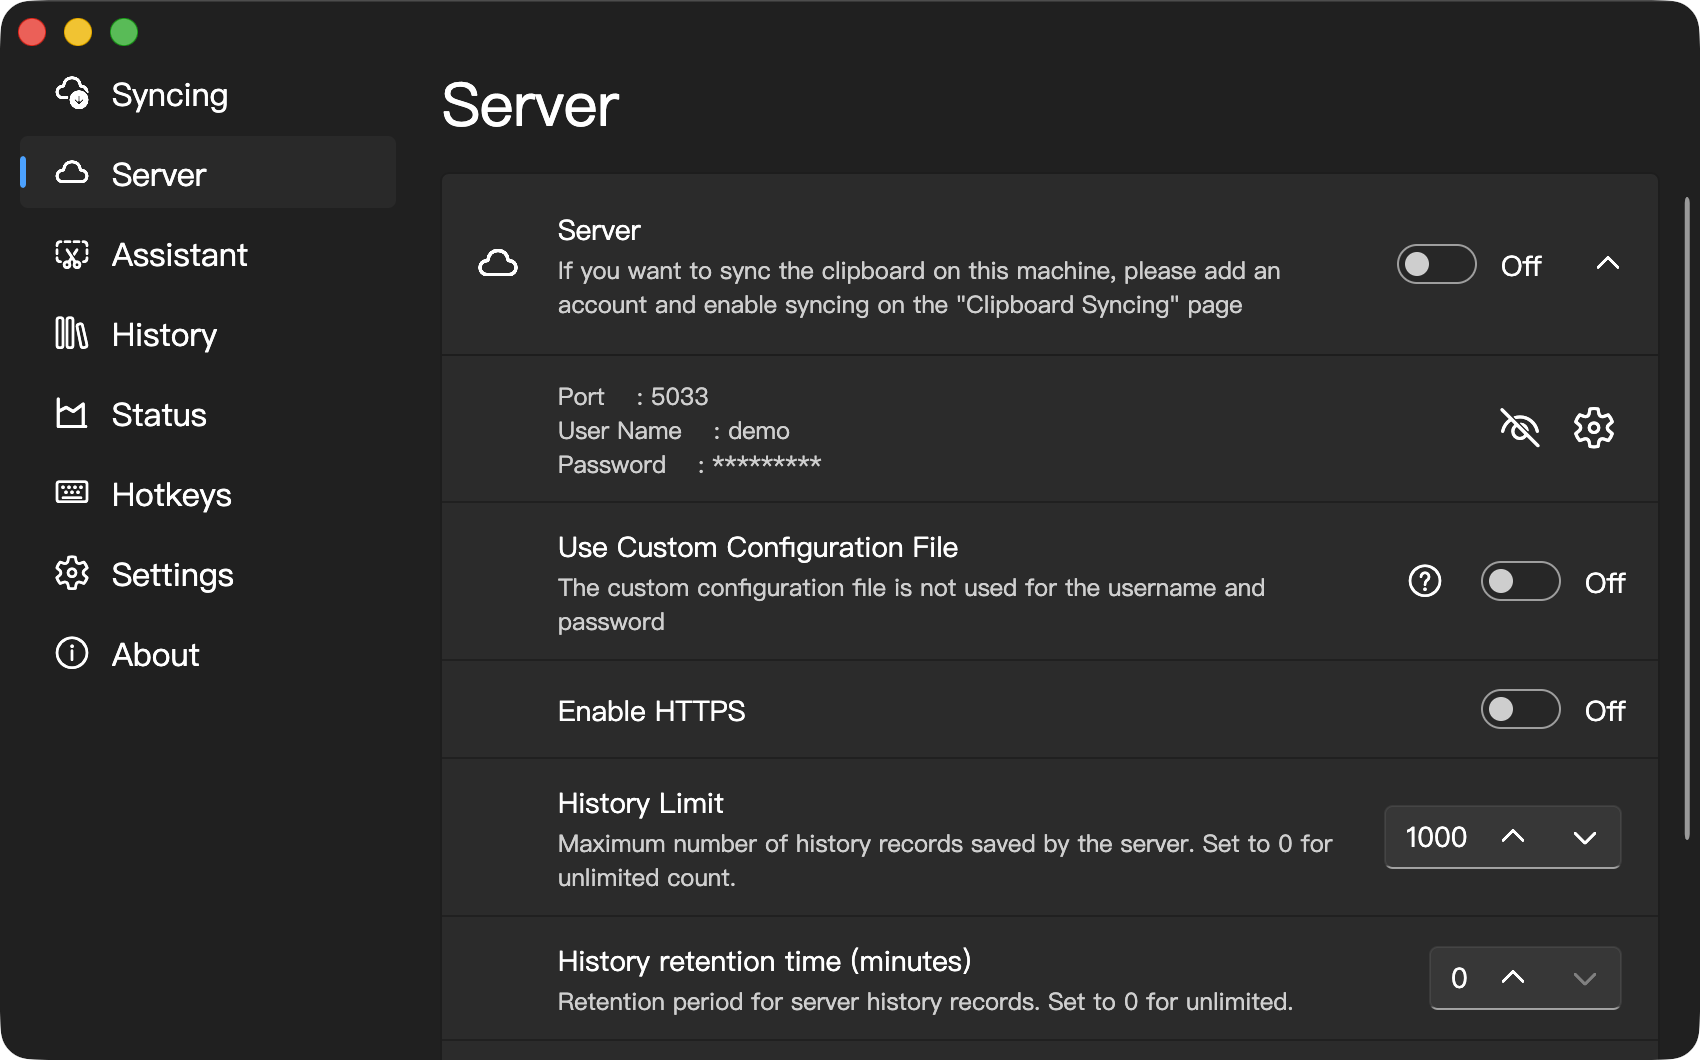 Syncing
Server
Assistant
History
Status
Hotkeys
Settings
About
Server
Server
If you want to sync the clipboard on this machine, please add an
account and enable syncing on the "Clipboard Syncing" page
Off
Port : 5033
User Name : demo
Password : *********
Use Custom Configuration File
The custom configuration file is not used for the username and
password
Off
Enable HTTPS
Off
History Limit
Maximum number of history records saved by the server. Set to 0 for
unlimited count.
1000
History retention time (minutes)
Retention period for server history records. Set to 0 for unlimited.
0